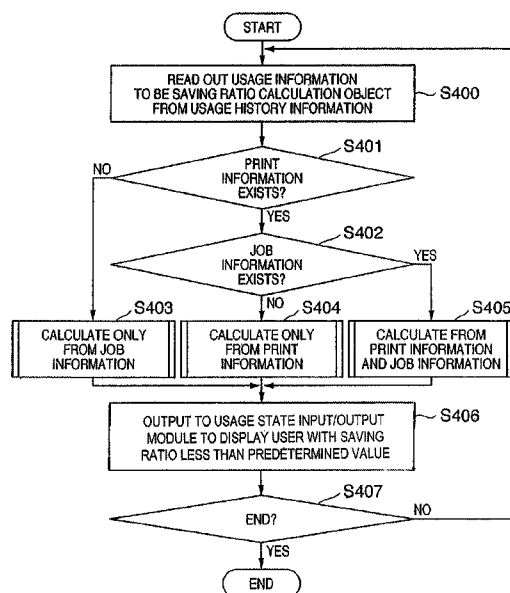 START
READ OUT USAGE INFORMATION
TO BE SAVING RATIO CALCULATION OBJECT
FROM USAGE HISTORY INFORMATION
S400
S401
PRINT
INFORMATION
EXISTS?
NO
YES
S402
JOB
INFORMATION
EXISTS?
YES
NO
S403
CALCULATE ONLY
FROM JOB
INFORMATION
S404
CALCULATE ONLY
FROM PRINT
INFORMATION
S405
CALCULATE FROM
PRINT INFORMATION
AND JOB INFORMATION
OUTPUT TO USAGE STATE INPUT/OUTPUT
MODULE TO DISPLAY USER WITH SAVING
RATIO LESS THAN PREDETERMINED VALUE
S406
S407
END?
NO
YES
END